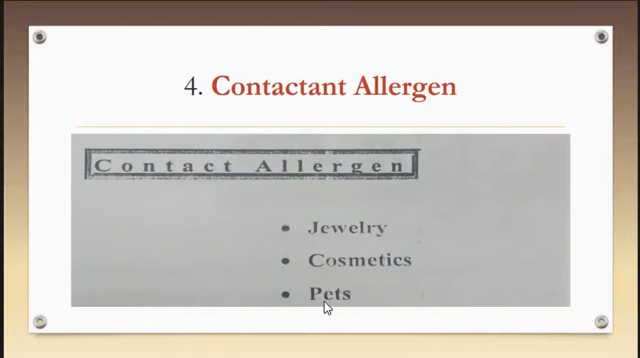 4. Contactant Allergen
Contact Allergen
• Jewelry
• Cosmetics
• Pets